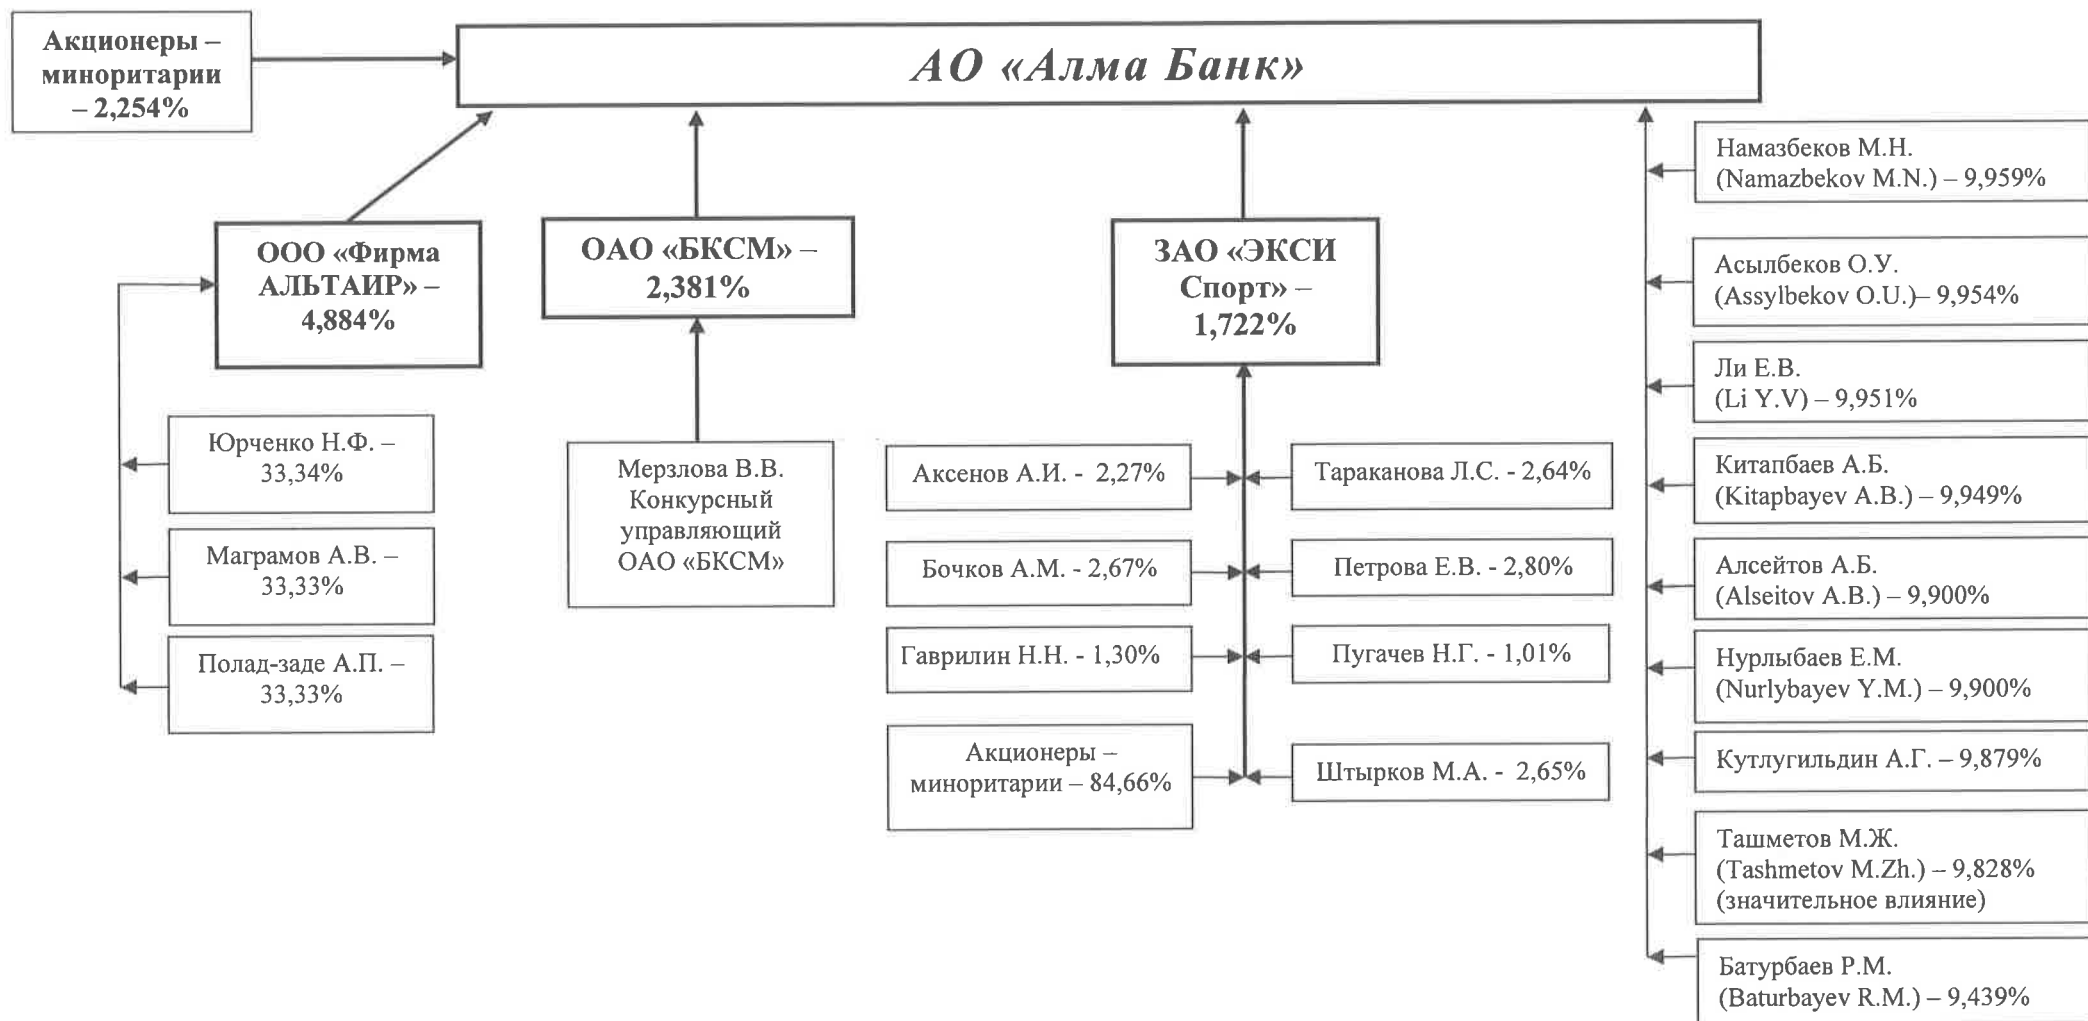 Акционеры –
миноритарии
– 2,254%
АО «Алма Банк»
ООО «Фирма
АЛЬТАИР» –
4,884%
ОАО «БКСМ» –
2,381%
ЗАО «ЭКСИ
Спорт» –
1,722%
Юрченко Н.Ф. –
33,34%
Маграмов А.В. –
33,33%
Полад-заде А.П. –
33,33%
Мерзлова В.В.
Конкурсный
управляющий
ОАО «БКСМ»
Аксенов А.И. - 2,27%
Бочков А.М. - 2,67%
Гаврилин Н.Н. - 1,30%
Акционеры –
миноритарии – 84,66%
Тараканова Л.С. - 2,64%
Петрова Е.В. - 2,80%
Пугачев Н.Г. - 1,01%
Штырков М.А. - 2,65%
Намазбеков М.Н.
(Namazbekov M.N.) – 9,959%
Асылбеков О.У.
(Assylbekov O.U.)– 9,954%
Ли Е.В.
(Li Y.V) – 9,951%
Китапбаев А.Б.
(Kitapbayev A.B.) – 9,949%
Алсейтов А.Б.
(Alseitov A.B.) – 9,900%
Нурлыбаев Е.М.
(Nurlybayev Y.M.) – 9,900%
Кутлугильдин А.Г. – 9,879%
Ташметов М.Ж.
(Tashmetov M.Zh.) – 9,828%
(значительное влияние)
Батурбаев Р.М.
(Baturbayev R.M.) – 9,439%